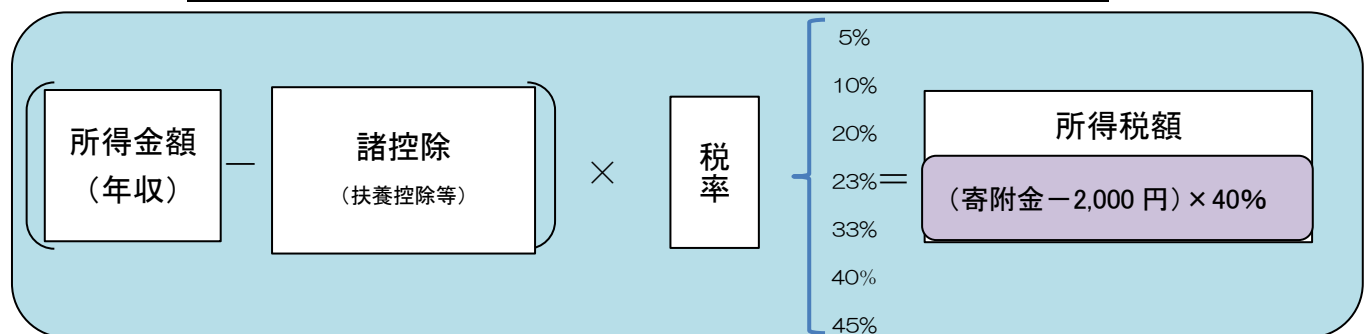 所得金額
（年収）
－
諸控除
（扶養控除等）
×
税率
5%
10%
20%
23%
33%
40%
45%
＝
所得税額
（寄附金－2,000 円）×40％